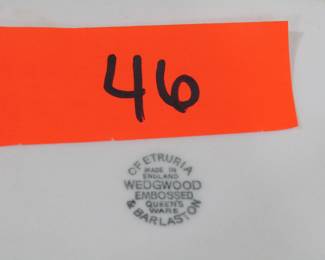 46
OF ETRURIA
MADE IN
ENGLAND
WEDGWOOD
EMBOSSED
QUEEN'S
WARE
& BARLASTON